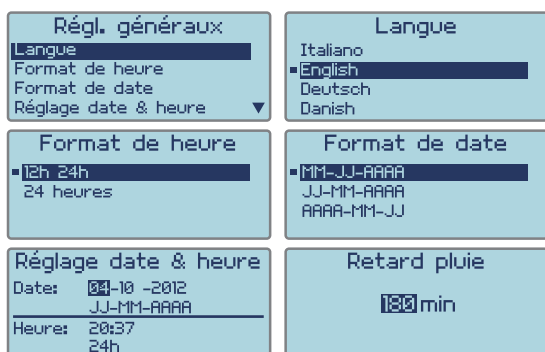 Régl. généraux
Langue
Format de heure
Format de date
Réglage date & heure
Langue
Italiano
English
Deutsch
Danish
Format de heure
12h 24h
24 heures
Format de date
MM-JJ-AAAA
JJ-MM-AAAA
AAAA-MM-JJ
Réglage date & heure
Date: 04-10 -2012
JJ-MM-AAAA
Heure: 20:37
24h
Retard pluie
180 min